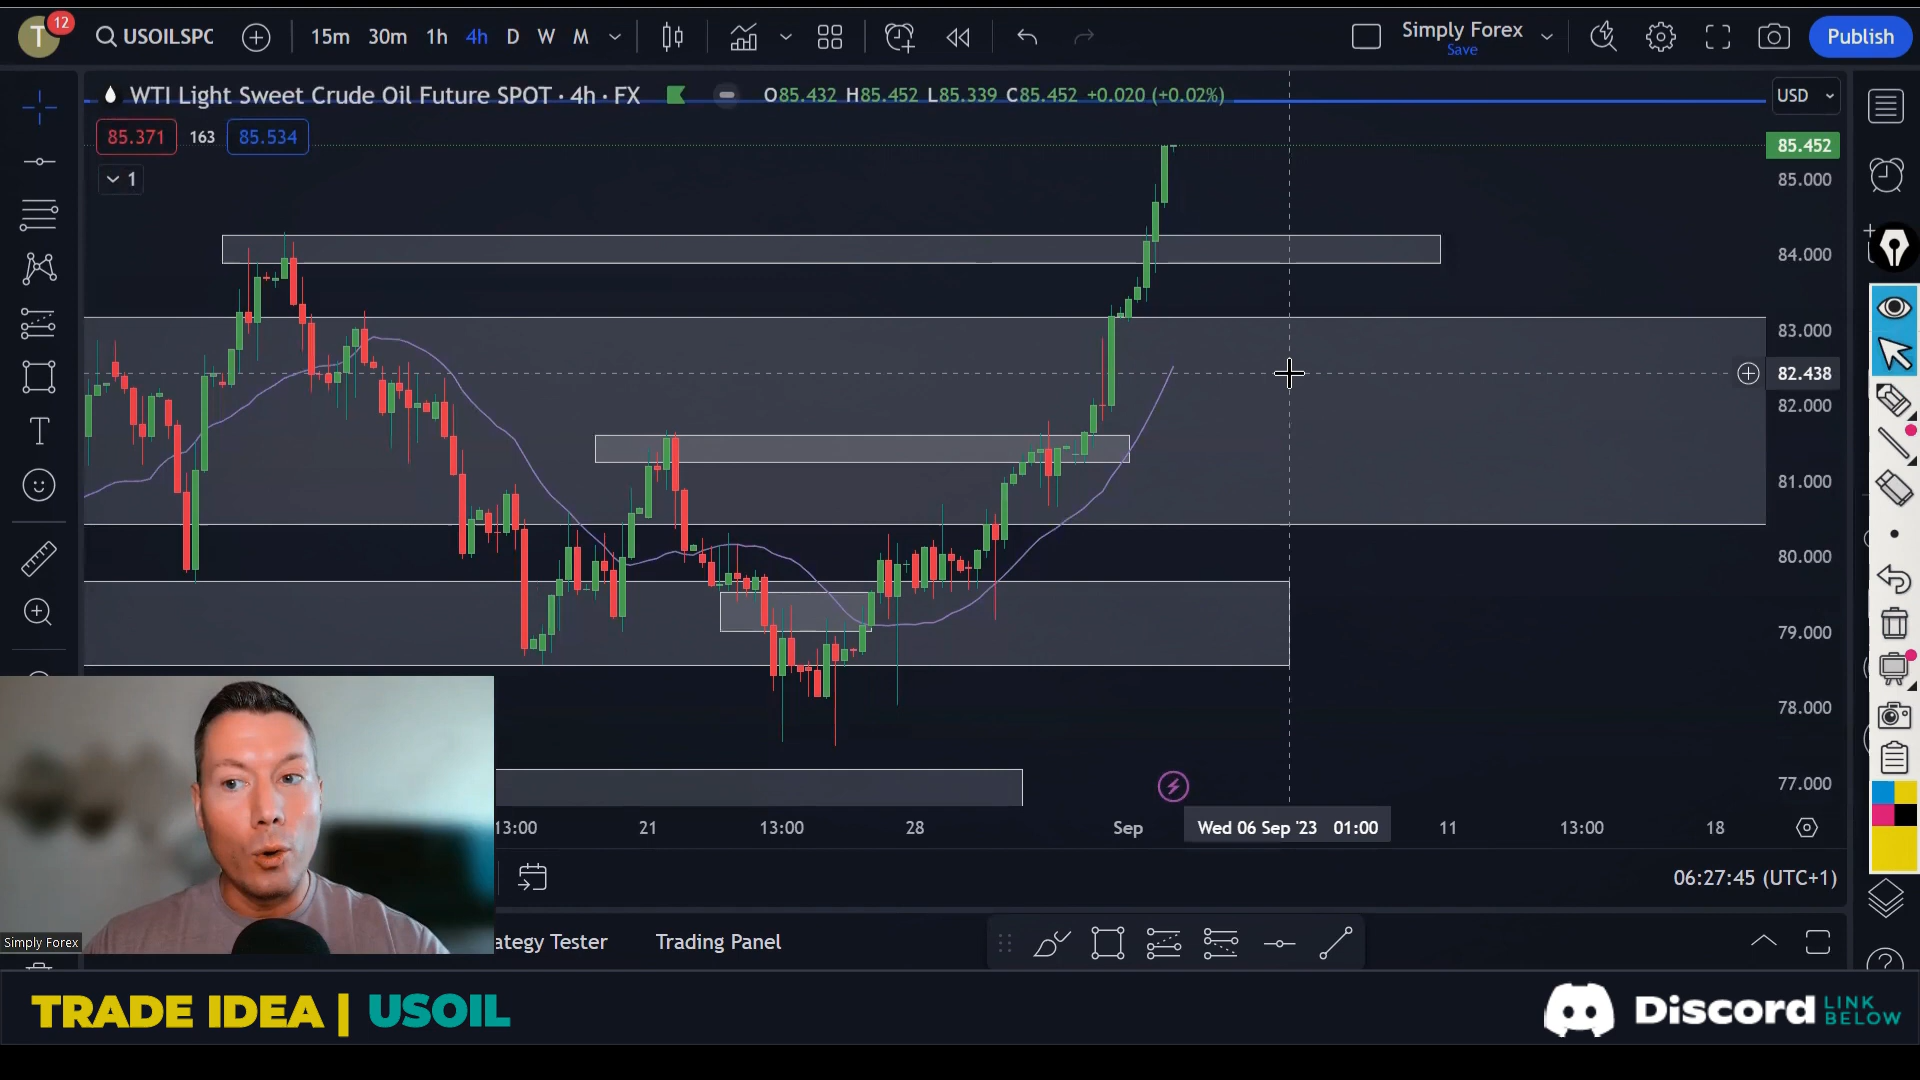 T
12
USOILSPC
15m 30m 1h 4h D W M
Simply Forex
Save
Publish
WTI Light Sweet Crude Oil Future SPOT · 4h · FX
O85.432 H85.452 L85.339 C85.452 +0.020 (+0.02%)
USD
85.371 163 85.534
1
85.452
85.000
84.000
83.000
82.438
82.000
81.000
80.000
79.000
78.000
77.000
13:00 21 13:00 28 Sep Wed 06 Sep '23 01:00 11 13:00 18
06:27:45 (UTC+1)
Simply Forex
ategy Tester Trading Panel
TRADE IDEA | USOIL
Discord LINK BELOW